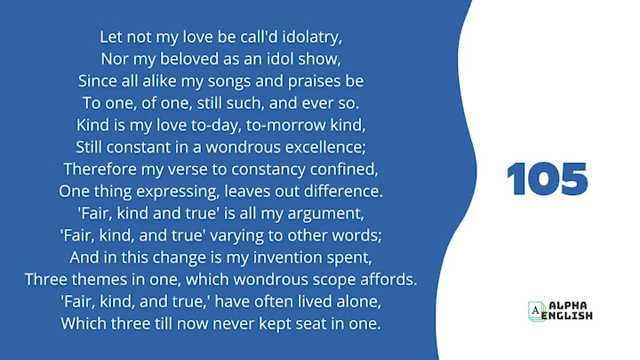 Let not my love be call'd idolatry,
Nor my beloved as an idol show,
Since all alike my songs and praises be
To one, of one, still such, and ever so.
Kind is my love to-day, to-morrow kind,
Still constant in a wondrous excellence;
Therefore my verse to constancy confined,
One thing expressing, leaves out difference.
'Fair, kind and true' is all my argument,
'Fair, kind, and true' varying to other words;
And in this change is my invention spent,
Three themes in one, which wondrous scope affords.
'Fair, kind, and true,' have often lived alone,
Which three till now never kept seat in one.
105
A
ALPHA
ENGLISH